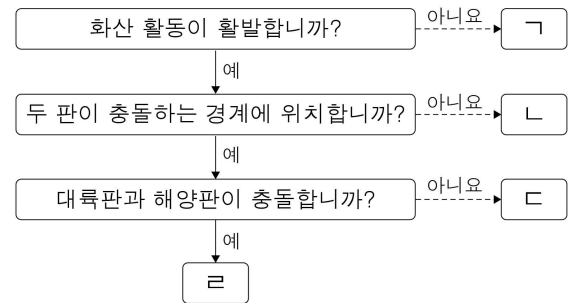 화산 활동이 활발합니까?
아니요
ㄱ
예
두 판이 충돌하는 경계에 위치합니까?
아니요
ㄴ
예
대륙판과 해양판이 충돌합니까?
아니요
ㄷ
예
ㄹ